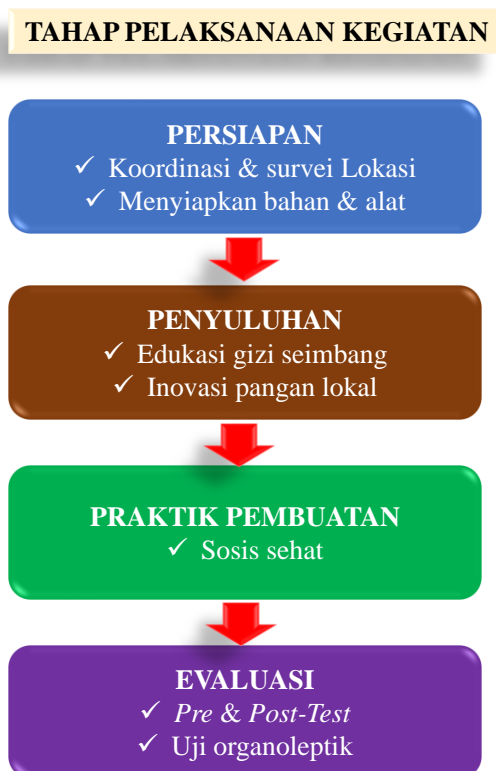 TAHAP PELAKSANAAN KEGIATAN
PERSIAPAN
✓ Koordinasi & survei Lokasi
✓ Menyiapkan bahan & alat
PENYULUHAN
✓ Edukasi gizi seimbang
✓ Inovasi pangan lokal
PRAKTIK PEMBUATAN
✓ Sosis sehat
EVALUASI
✓ Pre & Post-Test
✓ Uji organoleptik